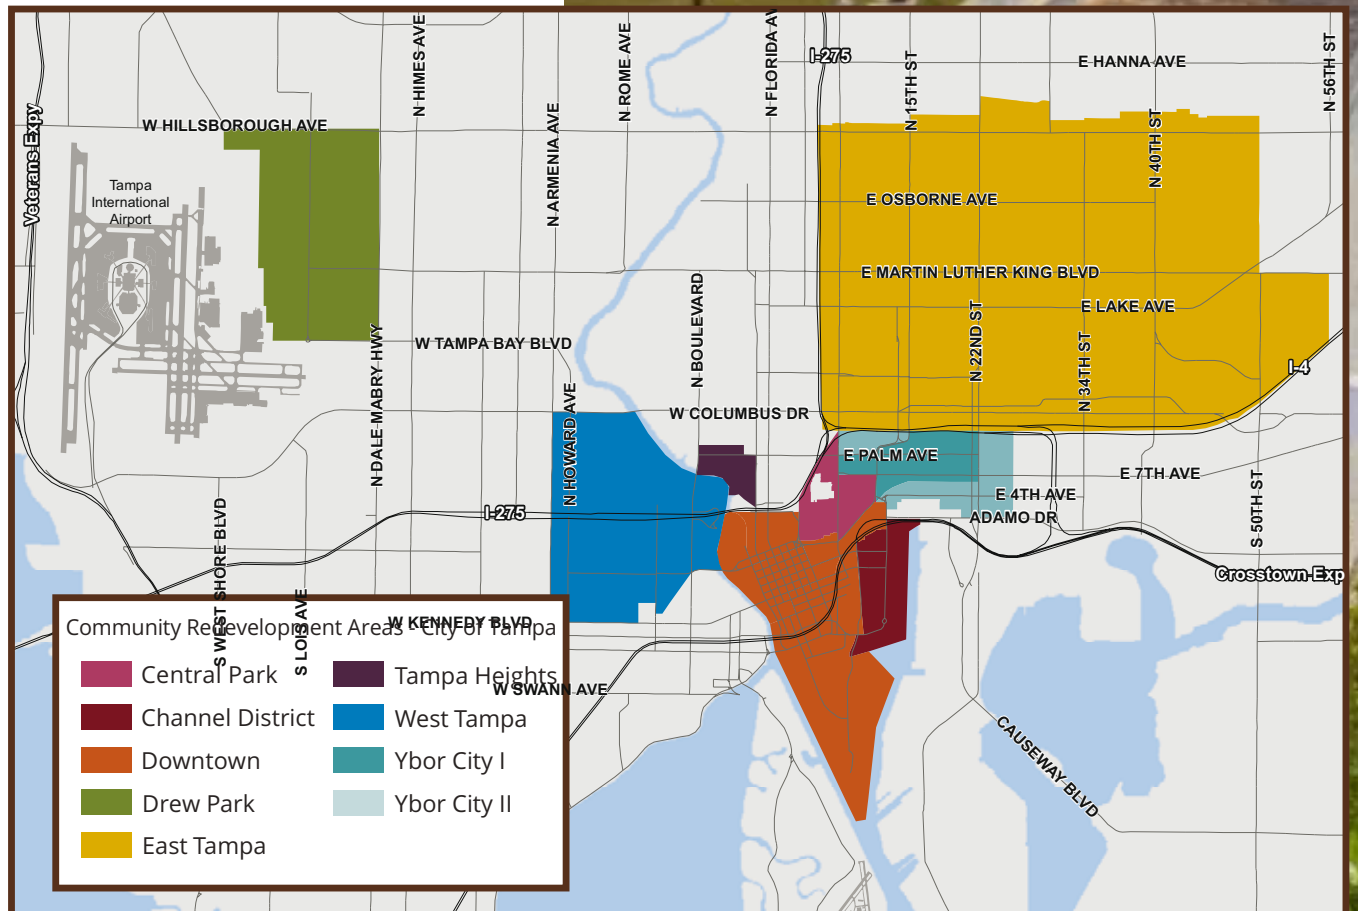 N HIMES AVE
N ROME AVE
N FLORIDA AV
I-275
N 15TH ST
E HANNA AVE
N 56TH ST
Veterans Expy
W HILLSBOROUGH AVE
N ARMENIA AVE
N 40TH ST
Tampa
International
Airport
E OSBORNE AVE
E MARTIN LUTHER KING BLVD
E LAKE AVE
N BOULEVARD
N 22ND ST
N 34TH ST
W TAMPA BAY BLVD
N DALE MABRY HWY
I-4
N HOWARD AVE
W COLUMBUS DR
E PALM AVE
E 7TH AVE
E 4TH AVE
S 50TH ST
I-275
ADAMO DR
S WEST SHORE BLVD
Crosstown Exp
S LOIS AVE
W KENNEDY BLVD
Community Redevelopment Areas - City of Tampa
Central Park
Tampa Heights
W SWANN AVE
Channel District
West Tampa
Downtown
Ybor City I
Drew Park
Ybor City II
East Tampa
CAUSEWAY BLVD